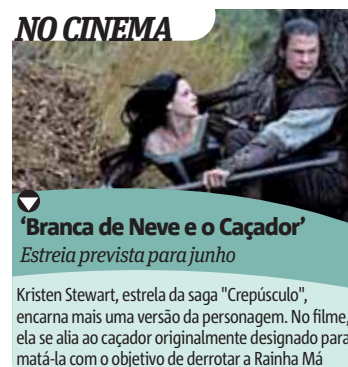 NO CINEMA
'Branca de Neve e o Caçador'
Estreia prevista para junho
Kristen Stewart, estrela da saga "Crepúsculo",
encarna mais uma versão da personagem. No filme,
ela se alia ao caçador originalmente designado para
matá-la com o objetivo de derrotar a Rainha Má